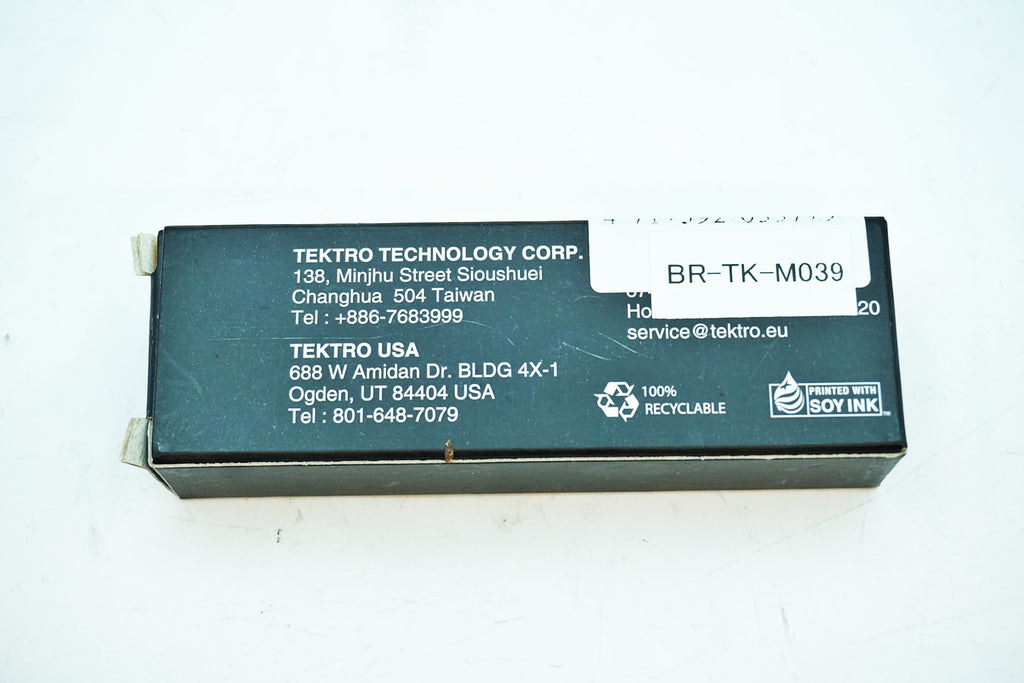 TEKTRO TECHNOLOGY CORP.
138, Minjhu Street Sioushuei
Changhua 504 Taiwan
Tel : +886-7683999
TEKTRO USA
688 W Amidan Dr. BLDG 4X-1
Ogden, UT 84404 USA
Tel : 801-648-7079
BR-TK-M039
20
service@tektro.eu
100%
RECYCLABLE
PRINTED WITH
SOY INK
TM